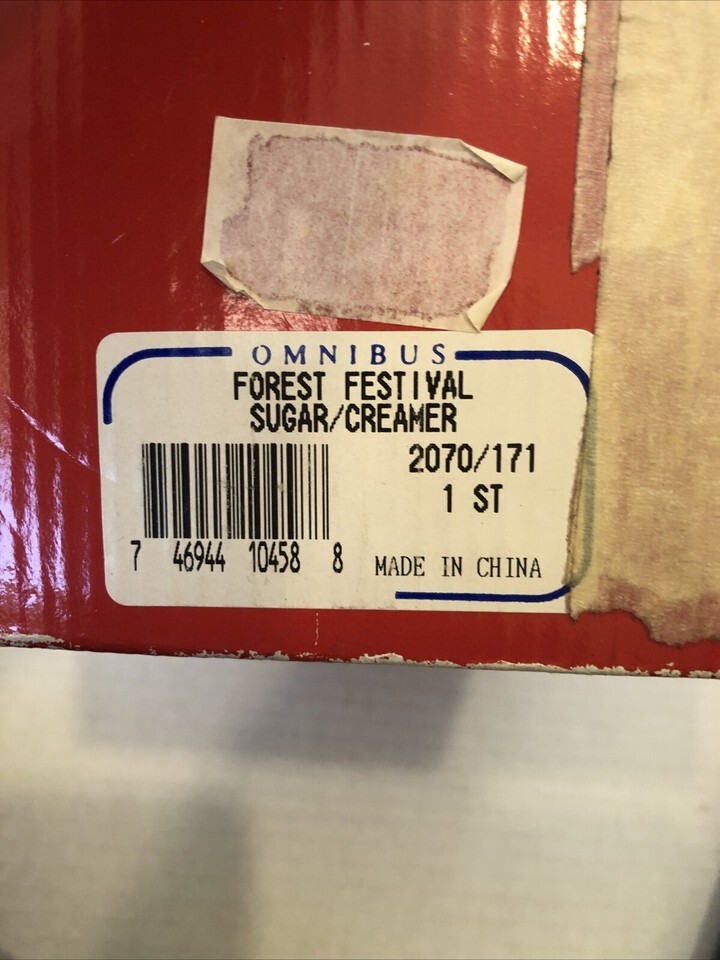 OMNIBUS
FOREST FESTIVAL
SUGAR/CREAMER
2070/171
1 ST
7 46944 10458 8
MADE IN CHINA